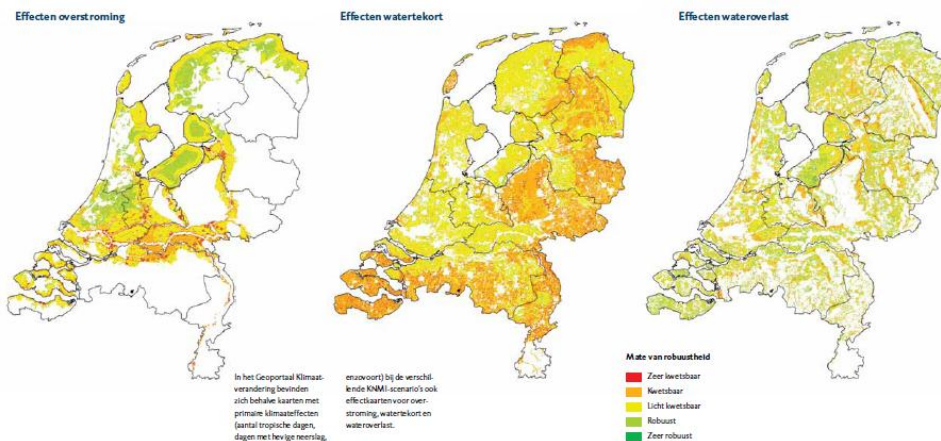 Effecten overstroming
Effecten watertekort
Effecten wateroverlast
In het Geoportaal Klimaat-
verandering bevinden
zich behalve kaarten met
primaire klimaateffecten
(aantal tropische dagen,
dagen met hevige neerslag,
enzovoort) bij de verschil-
lende KNMI-scenario's ook
effectkaarten voor over-
stroming, watertekort en
wateroverlast.
Mate van robuustheid
Zeer kwetsbaar
Kwetsbaar
Licht kwetsbaar
Robuust
Zeer robuust